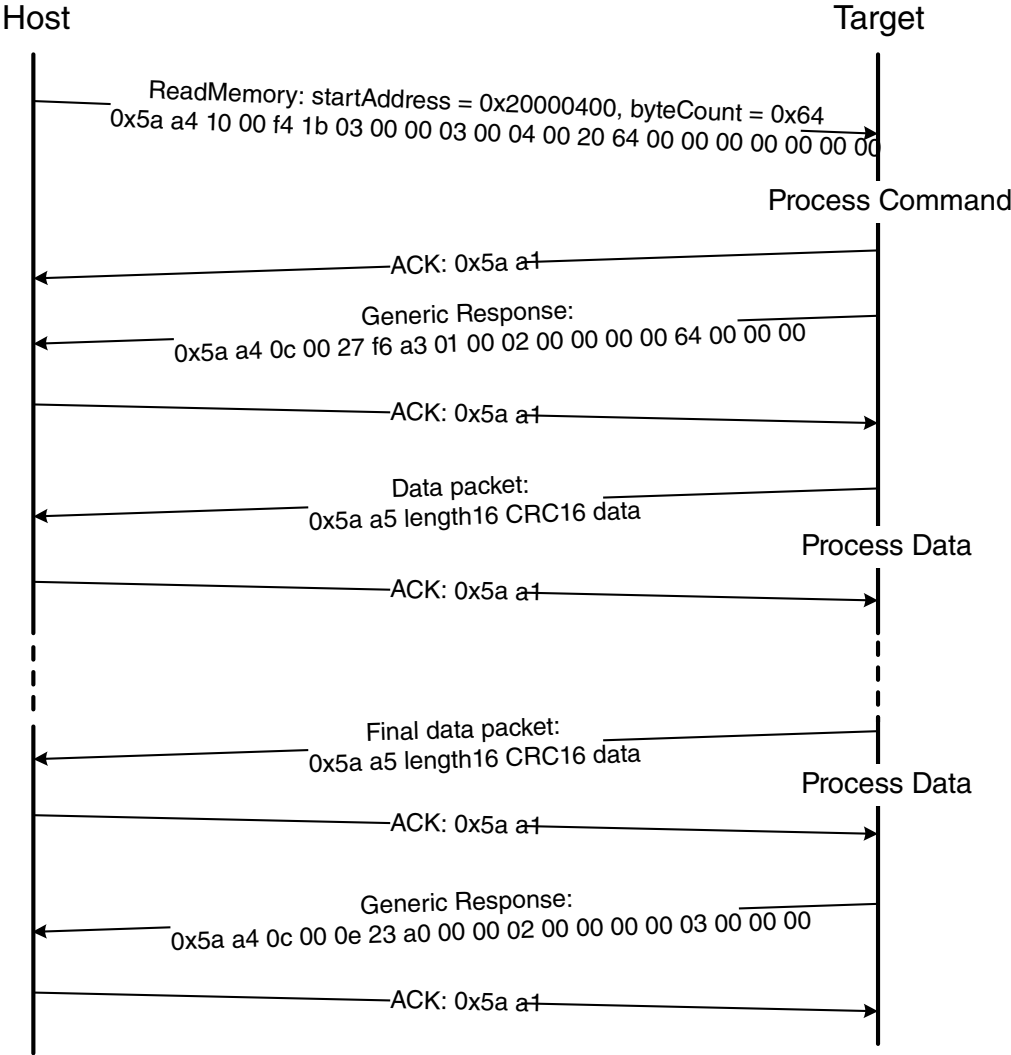 Host
Target
ReadMemory: startAddress = 0x20000400, byteCount = 0x64
0x5a a4 10 00 f4 1b 03 00 00 03 00 04 00 20 64 00 00 00 00 00 00 00
Process Command
ACK: 0x5a a1
Generic Response:
0x5a a4 0c 00 27 f6 a3 01 00 02 00 00 00 00 64 00 00 00
ACK: 0x5a a1
Data packet:
0x5a a5 length16 CRC16 data
Process Data
ACK: 0x5a a1
Final data packet:
0x5a a5 length16 CRC16 data
Process Data
ACK: 0x5a a1
Generic Response:
0x5a a4 0c 00 0e 23 a0 00 00 02 00 00 00 00 03 00 00 00
ACK: 0x5a a1